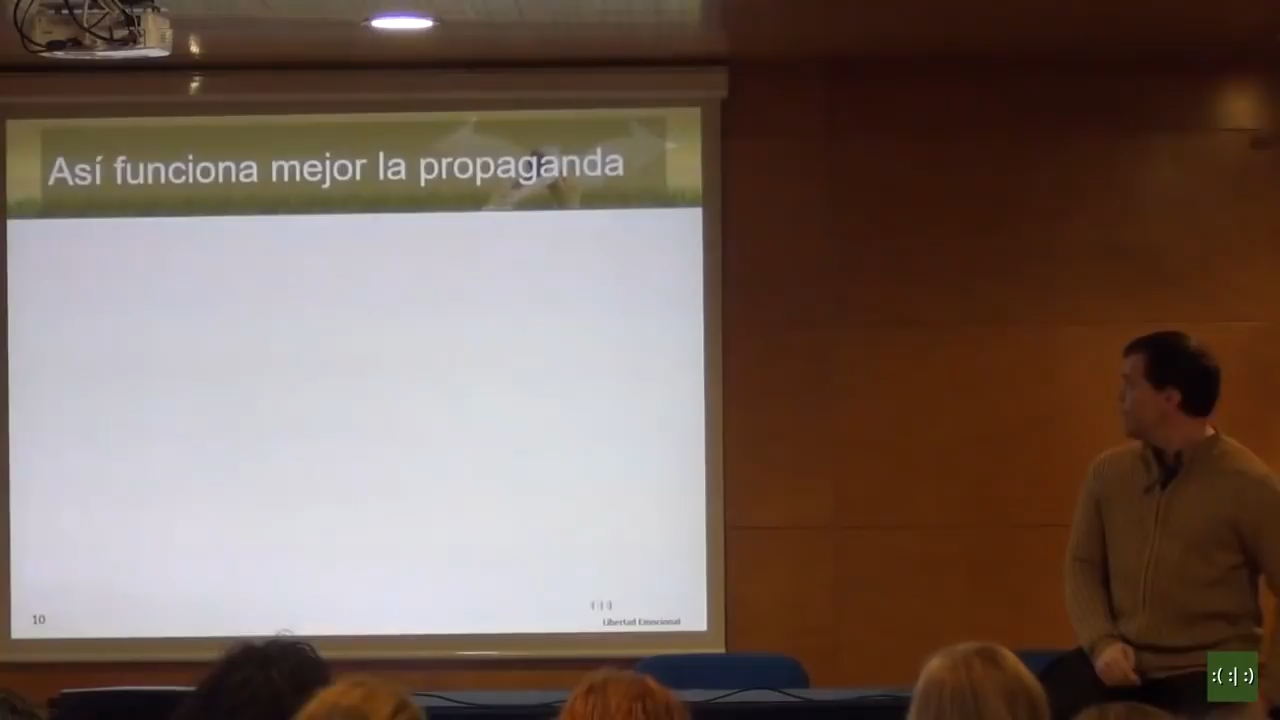 Así funciona mejor la propaganda
10
:( :| :)
Libertad Emocional
:( :| :)